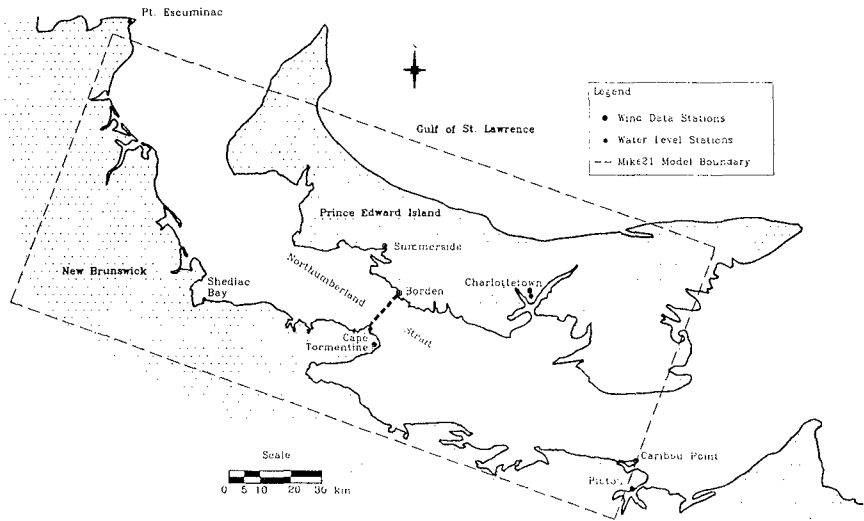 Pt. Escuminac
Legend
Wind Data Stations
Water Level Stations
Mike21 Model Boundary
Gulf of St. Lawrence
Prince Edward Island
Summerside
New Brunswick
Northumberland
Shediac
Bay
Borden
Charlottetown
Strait
Cape
Tormentine
Scale
0 5 10 20 30 km
Caribou Point
Pictou